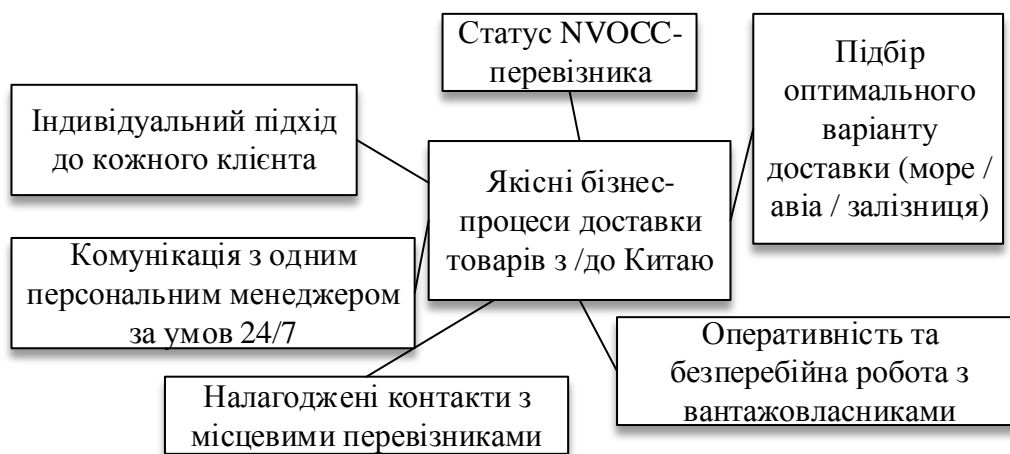 Статус NVOCC-
перевізника
Підбір
оптимального
варіанту
доставки (море /
авіа / залізниця)
Індивідуальний підхід
до кожного клієнта
Якісні бізнес-
процеси доставки
товарів з /до Китаю
Комунікація з одним
персональним менеджером
за умов 24/7
Оперативність та
безперебійна робота з
вантажовласниками
Налагоджені контакти з
місцевими перевізниками